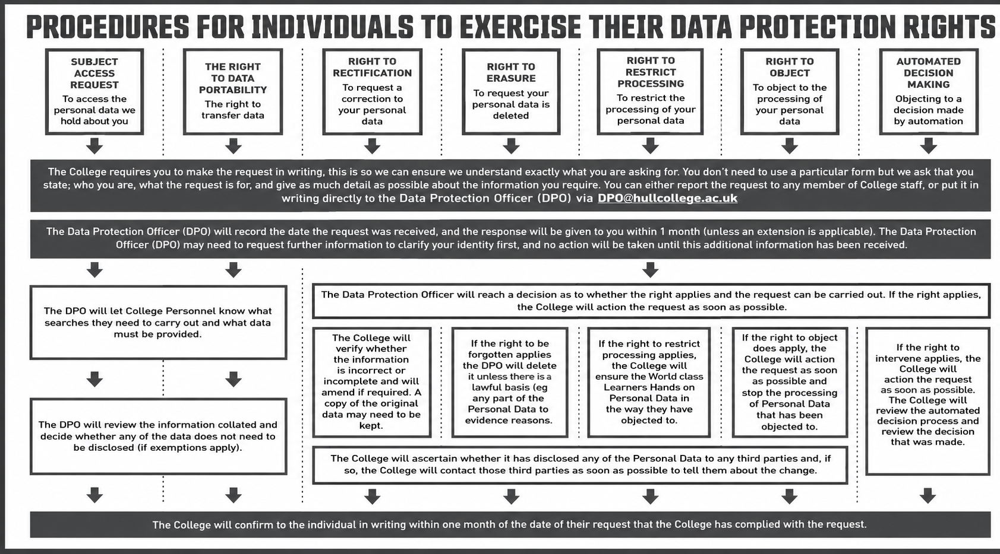 PROCEDURES FOR INDIVIDUALS TO EXERCISE THEIR DATA PROTECTION RIGHTS
SUBJECT
ACCESS
REQUEST
To access the
personal data we
hold about you
THE RIGHT
TO DATA
PORTABILITY
The right to
transfer data
RIGHT TO
RECTIFICATION
To request a
correction to
your personal
data
RIGHT TO
ERASURE
To request your
personal data is
deleted
RIGHT TO
RESTRICT
PROCESSING
To restrict the
processing of your
personal data
RIGHT TO
OBJECT
To object to the
processing of
your personal
data
AUTOMATED
DECISION
MAKING
Objecting to a
decision made
by automation
The College requires you to make the request in writing, this is so we can ensure we understand exactly what you are asking for. You don't need to use a particular form but we ask that you
state; who you are, what the request is for, and give as much detail as possible about the information you require. You can either report the request to any member of College staff, or put it in
writing directly to the Data Protection Officer (DPO) via DPO@hullcollege.ac.uk
The Data Protection Officer (DPO) will record the date the request was received, and the response will be given to you within 1 month (unless an extension is applicable). The Data Protection
Officer (DPO) may need to request further information to clarify your identity first, and no action will be taken until this additional information has been received.
The DPO will let College Personnel know what
searches they need to carry out and what data
must be provided.
The DPO will review the information collated and
decide whether any of the data does not need to
be disclosed (if exemptions apply).
The Data Protection Officer will reach a decision as to whether the right applies and the request can be carried out. If the right applies,
the College will action the request as soon as possible.
The College will
verify whether
the information
is incorrect or
incomplete and will
amend if required. A
copy of the original
data may need to be
kept.
If the right to be
forgotten applies
the DPO will delete
it unless there is a
lawful basis (eg
any part of the
Personal Data to
evidence reasons.
If the right to restrict
processing applies,
the College will
ensure the World class
Learners Hands on
Personal Data in
the way they have
objected to.
If the right to object
does apply, the
College will action
the request as soon
as possible and
stop the processing
of Personal Data
that has been
objected to.
If the right to
intervene applies, the
College will
action the request
as soon as possible.
The College will
review the automated
decision process and
review the decision
that was made.
The College will ascertain whether it has disclosed any of the Personal Data to any third parties and, if
so, the College will contact those third parties as soon as possible to tell them about the change.
The College will confirm to the individual in writing within one month of the date of their request that the College has complied with the request.